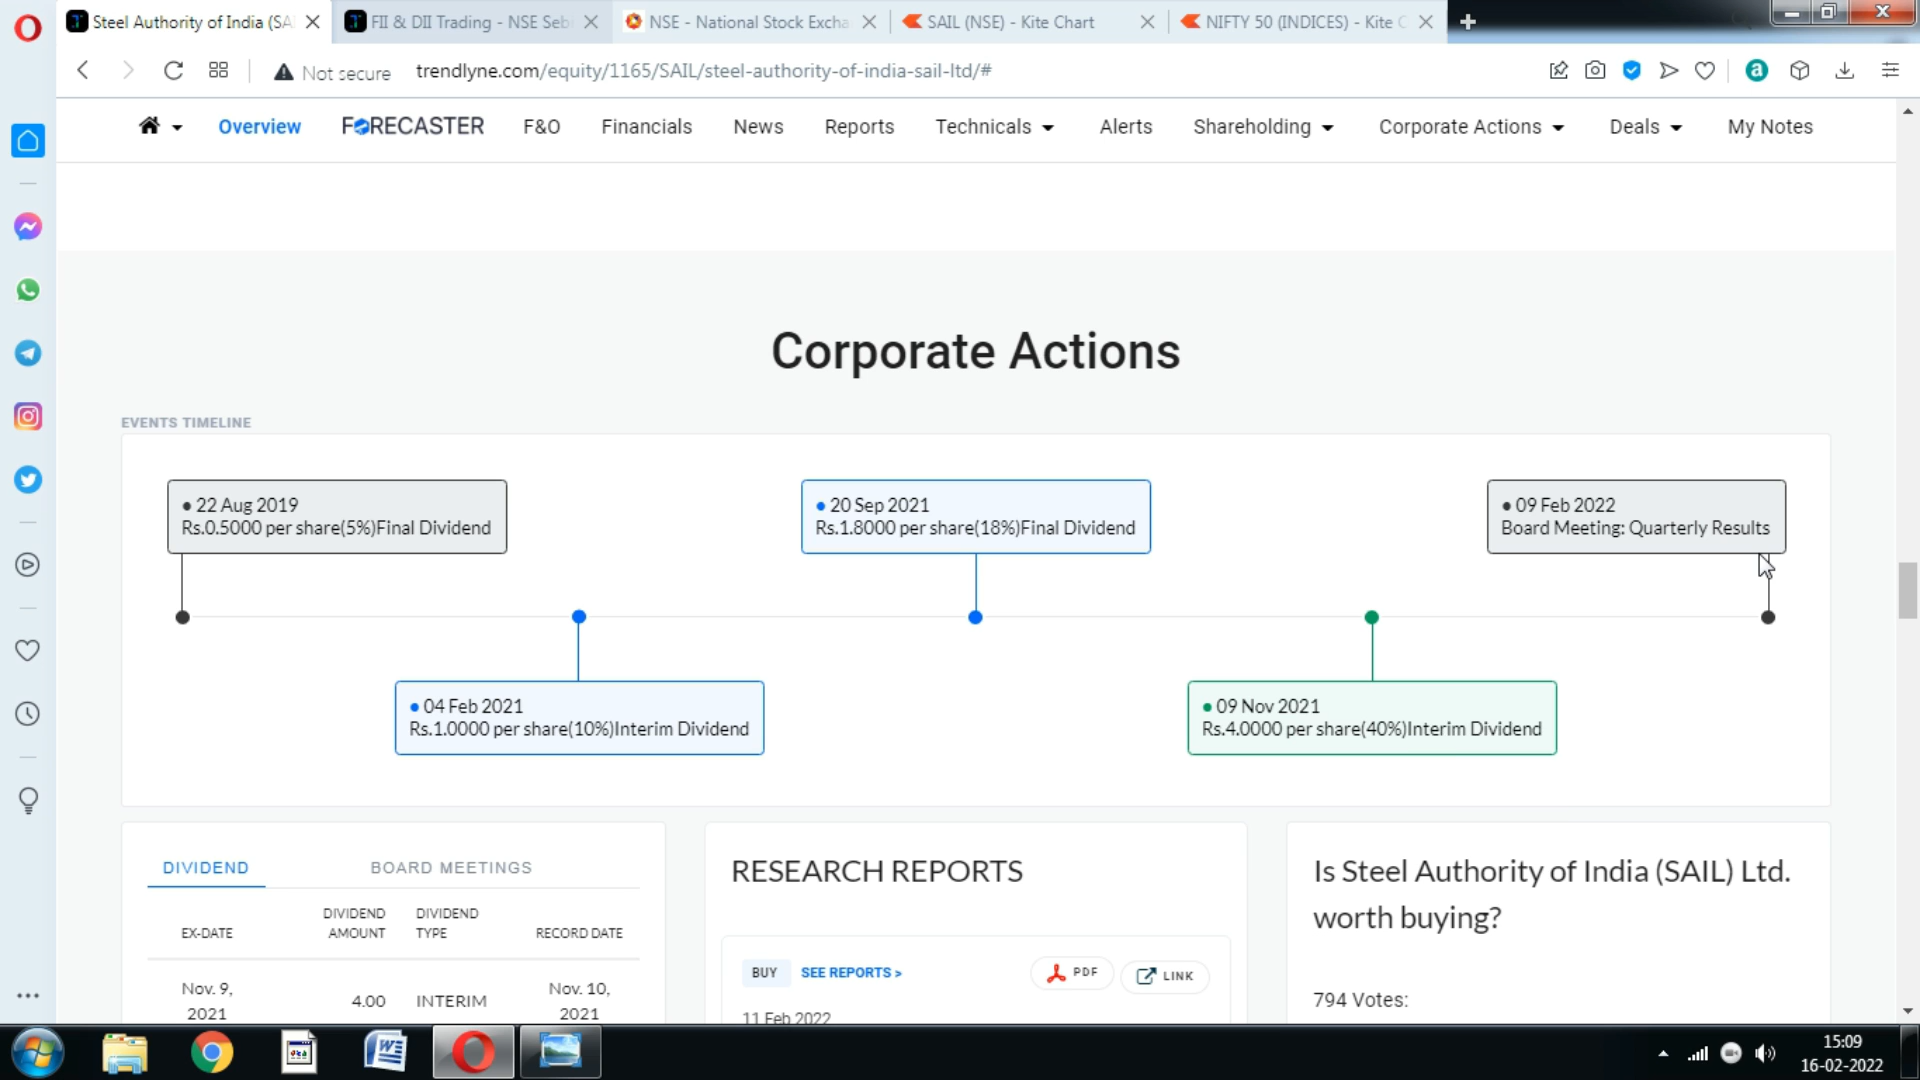 Steel Authority of India (SA
FII & DII Trading - NSE Seb
NSE - National Stock Excha
SAIL (NSE) - Kite Chart
NIFTY 50 (INDICES) - Kite C
Not secure
trendlyne.com/equity/1165/SAIL/steel-authority-of-india-sail-ltd/#
Overview
FORECASTER
F&O
Financials
News
Reports
Technicals
Alerts
Shareholding
Corporate Actions
Deals
My Notes
Corporate Actions
EVENTS TIMELINE
22 Aug 2019
Rs.0.5000 per share(5%)Final Dividend
20 Sep 2021
Rs.1.8000 per share(18%)Final Dividend
09 Feb 2022
Board Meeting: Quarterly Results
04 Feb 2021
Rs.1.0000 per share(10%)Interim Dividend
09 Nov 2021
Rs.4.0000 per share(40%)Interim Dividend
DIVIDEND
BOARD MEETINGS
EX-DATE
DIVIDEND
AMOUNT
DIVIDEND
TYPE
RECORD DATE
Nov. 9,
2021
4.00
INTERIM
Nov. 10,
2021
RESEARCH REPORTS
BUY
SEE REPORTS >
PDF
LINK
11 Feb 2022
Is Steel Authority of India (SAIL) Ltd.
worth buying?
794 Votes:
15:09
16-02-2022